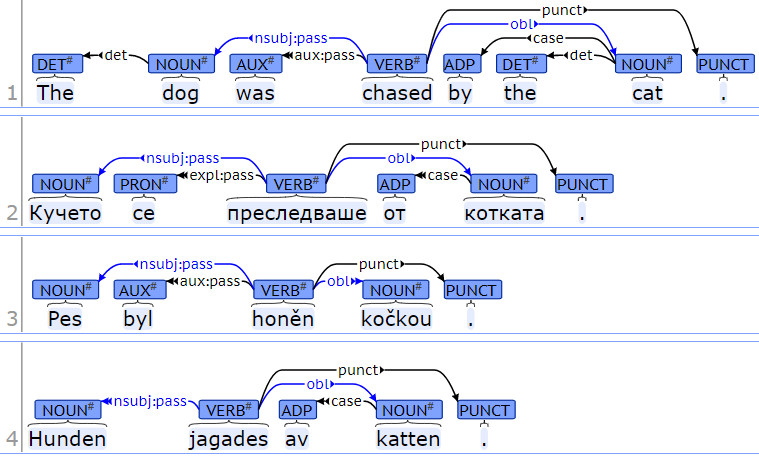 punct
obl
nsubj:pass case
det aux:pass det
DET# NOUN# AUX# VERB# ADP DET# NOUN# PUNCT
1 The dog was chased by the cat .
punct
nsubj:pass obl
expl:pass case
NOUN# PRON# VERB# ADP NOUN# PUNCT
2 Кучето се преследваше от котката .
nsubj:pass punct
aux:pass obl
NOUN# AUX# VERB# NOUN# PUNCT
3 Pes byl honěn kočkou .
punct
obl
nsubj:pass case
NOUN# VERB# ADP NOUN# PUNCT
4 Hunden jagades av katten .